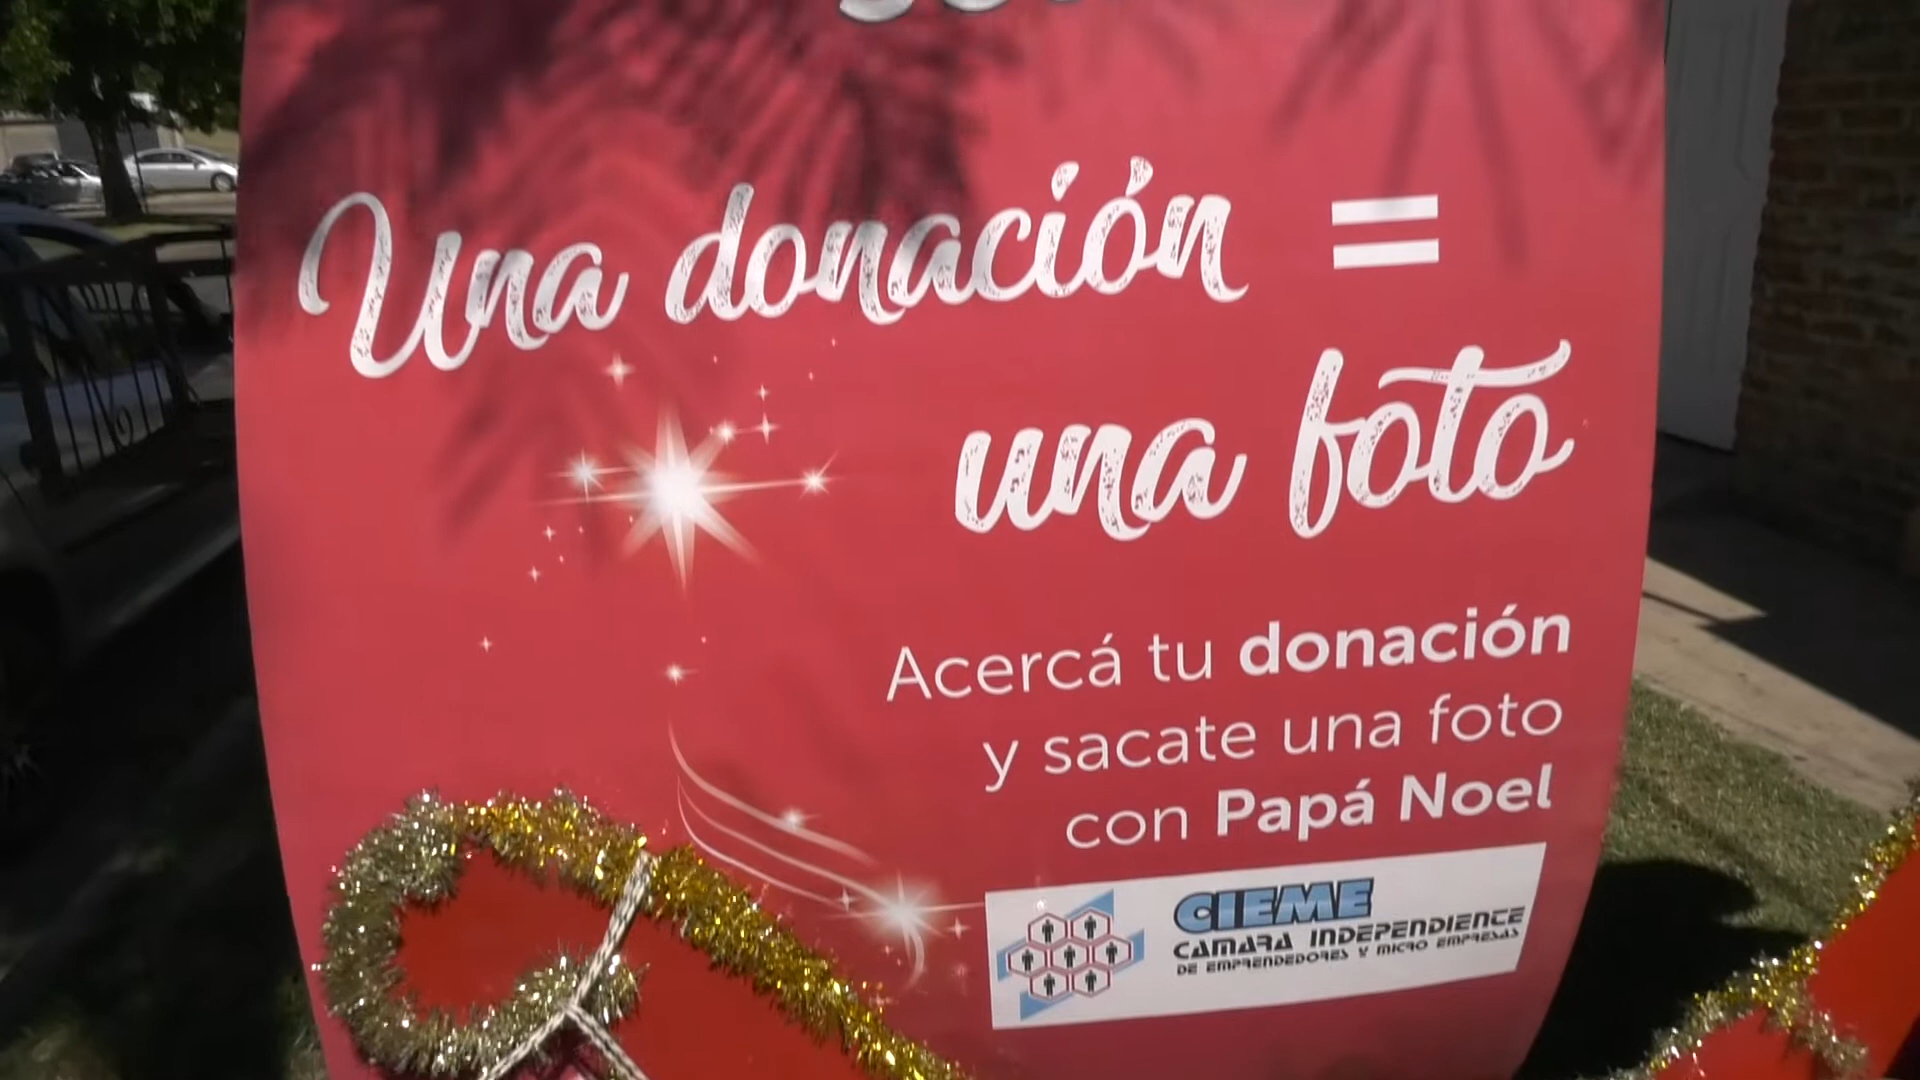 Una donación =
una foto
Acercá tu donación
y sacate una foto
con Papá Noel
CIEME
CAMARA INDEPENDIENTE
DE EMPRENDEDORES Y MICRO EMPRESAS